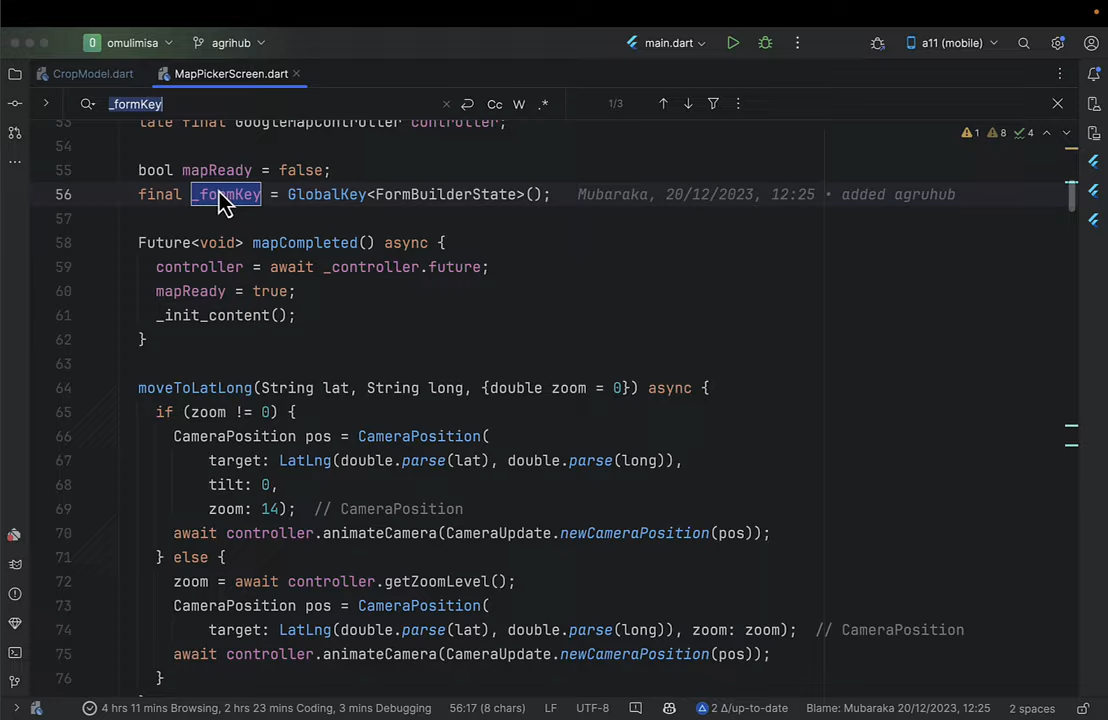 omulimisa agrihub main.dart a11 (mobile)
CropModel.dart MapPickerScreen.dart
_formKey Cc W .* 1/3
53 late final GoogleMapController controller;
54 1 8 4
55 bool mapReady = false;
56 final _formKey = GlobalKey<FormBuilderState>(); Mubaraka, 20/12/2023, 12:25 • added agruhub
57
58 Future<void> mapCompleted() async {
59 controller = await _controller.future;
60 mapReady = true;
61 _init_content();
62 }
63
64 moveToLatLong(String lat, String long, {double zoom = 0}) async {
65 if (zoom != 0) {
66 CameraPosition pos = CameraPosition(
67 target: LatLng(double.parse(lat), double.parse(long)),
68 tilt: 0,
69 zoom: 14); // CameraPosition
70 await controller.animateCamera(CameraUpdate.newCameraPosition(pos));
71 } else {
72 zoom = await controller.getZoomLevel();
73 CameraPosition pos = CameraPosition(
74 target: LatLng(double.parse(lat), double.parse(long)), zoom: zoom); // CameraPosition
75 await controller.animateCamera(CameraUpdate.newCameraPosition(pos));
76 }
4 hrs 11 mins Browsing, 2 hrs 23 mins Coding, 3 mins Debugging 56:17 (8 chars) LF UTF-8 2 Δ/up-to-date Blame: Mubaraka 20/12/2023, 12:25 2 spaces